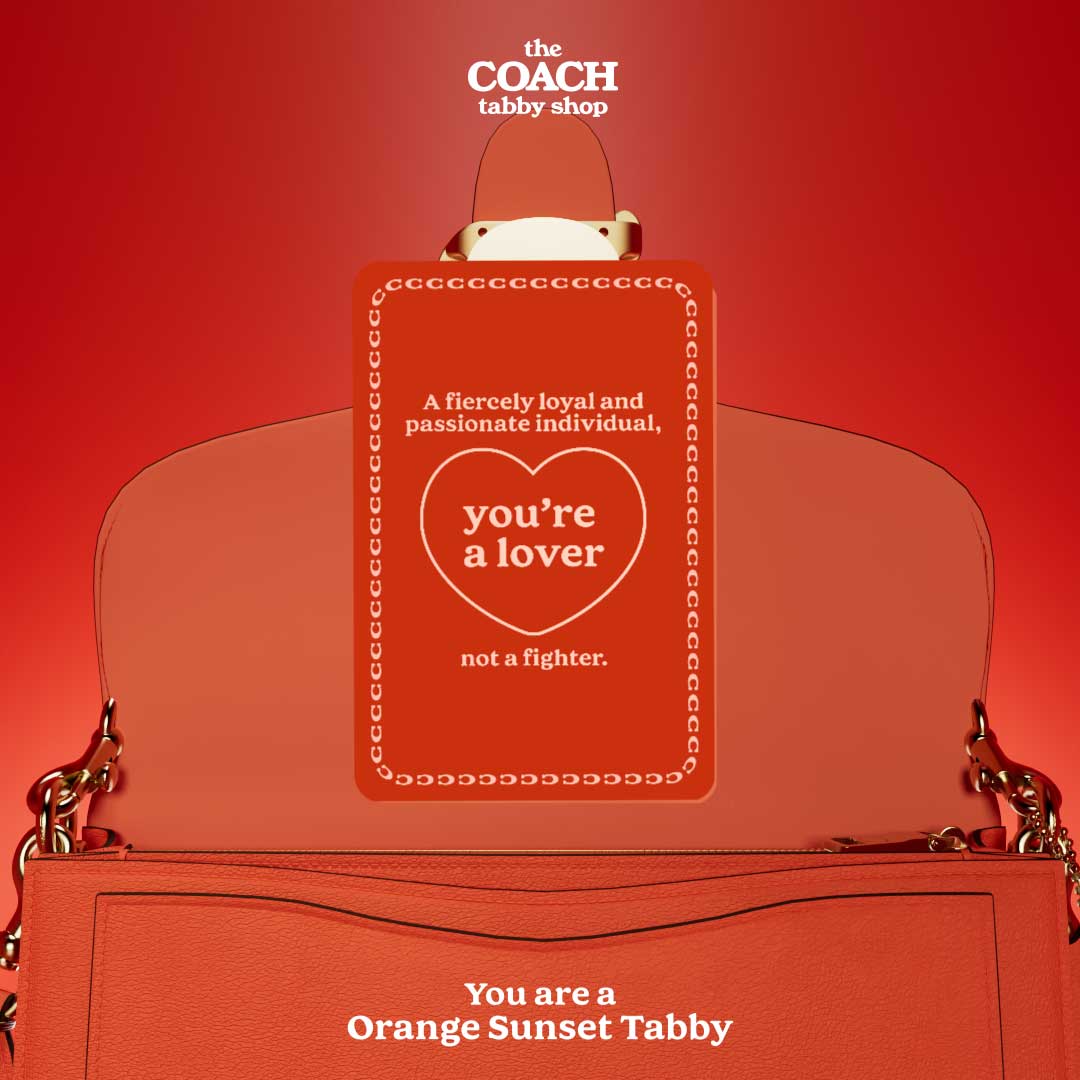 the
COACH
tabby shop
A fiercely loyal and
passionate individual,
you're
a lover
not a fighter.
You are a
Orange Sunset Tabby